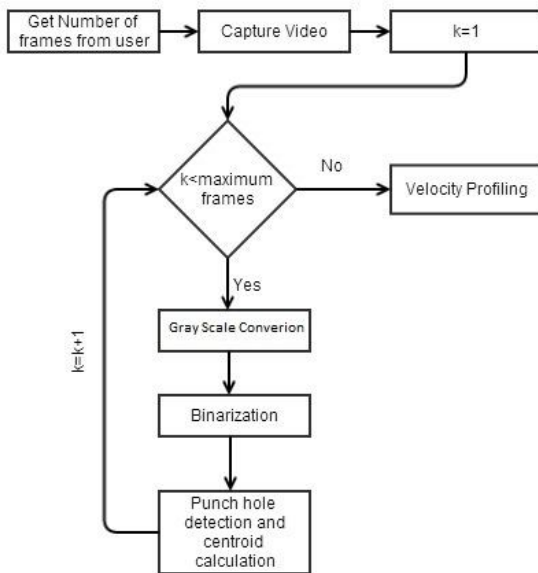 Get Number of
frames from user
Capture Video
k=1
k<maximum
frames
No
Velocity Profiling
Yes
Gray Scale Converion
Binarization
Punch hole
detection and
centroid
calculation
k=k+1